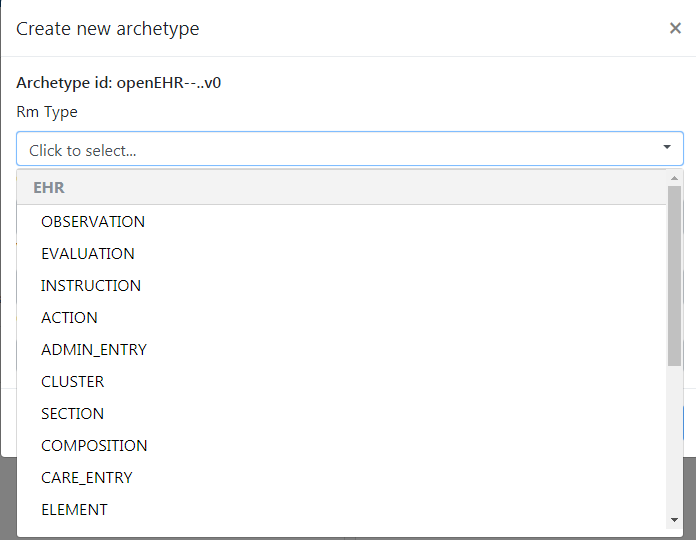 Create new archetype
×
Archetype id: openEHR--..v0
Rm Type
Click to select...
EHR
OBSERVATION
EVALUATION
INSTRUCTION
ACTION
ADMIN_ENTRY
CLUSTER
SECTION
COMPOSITION
CARE_ENTRY
ELEMENT